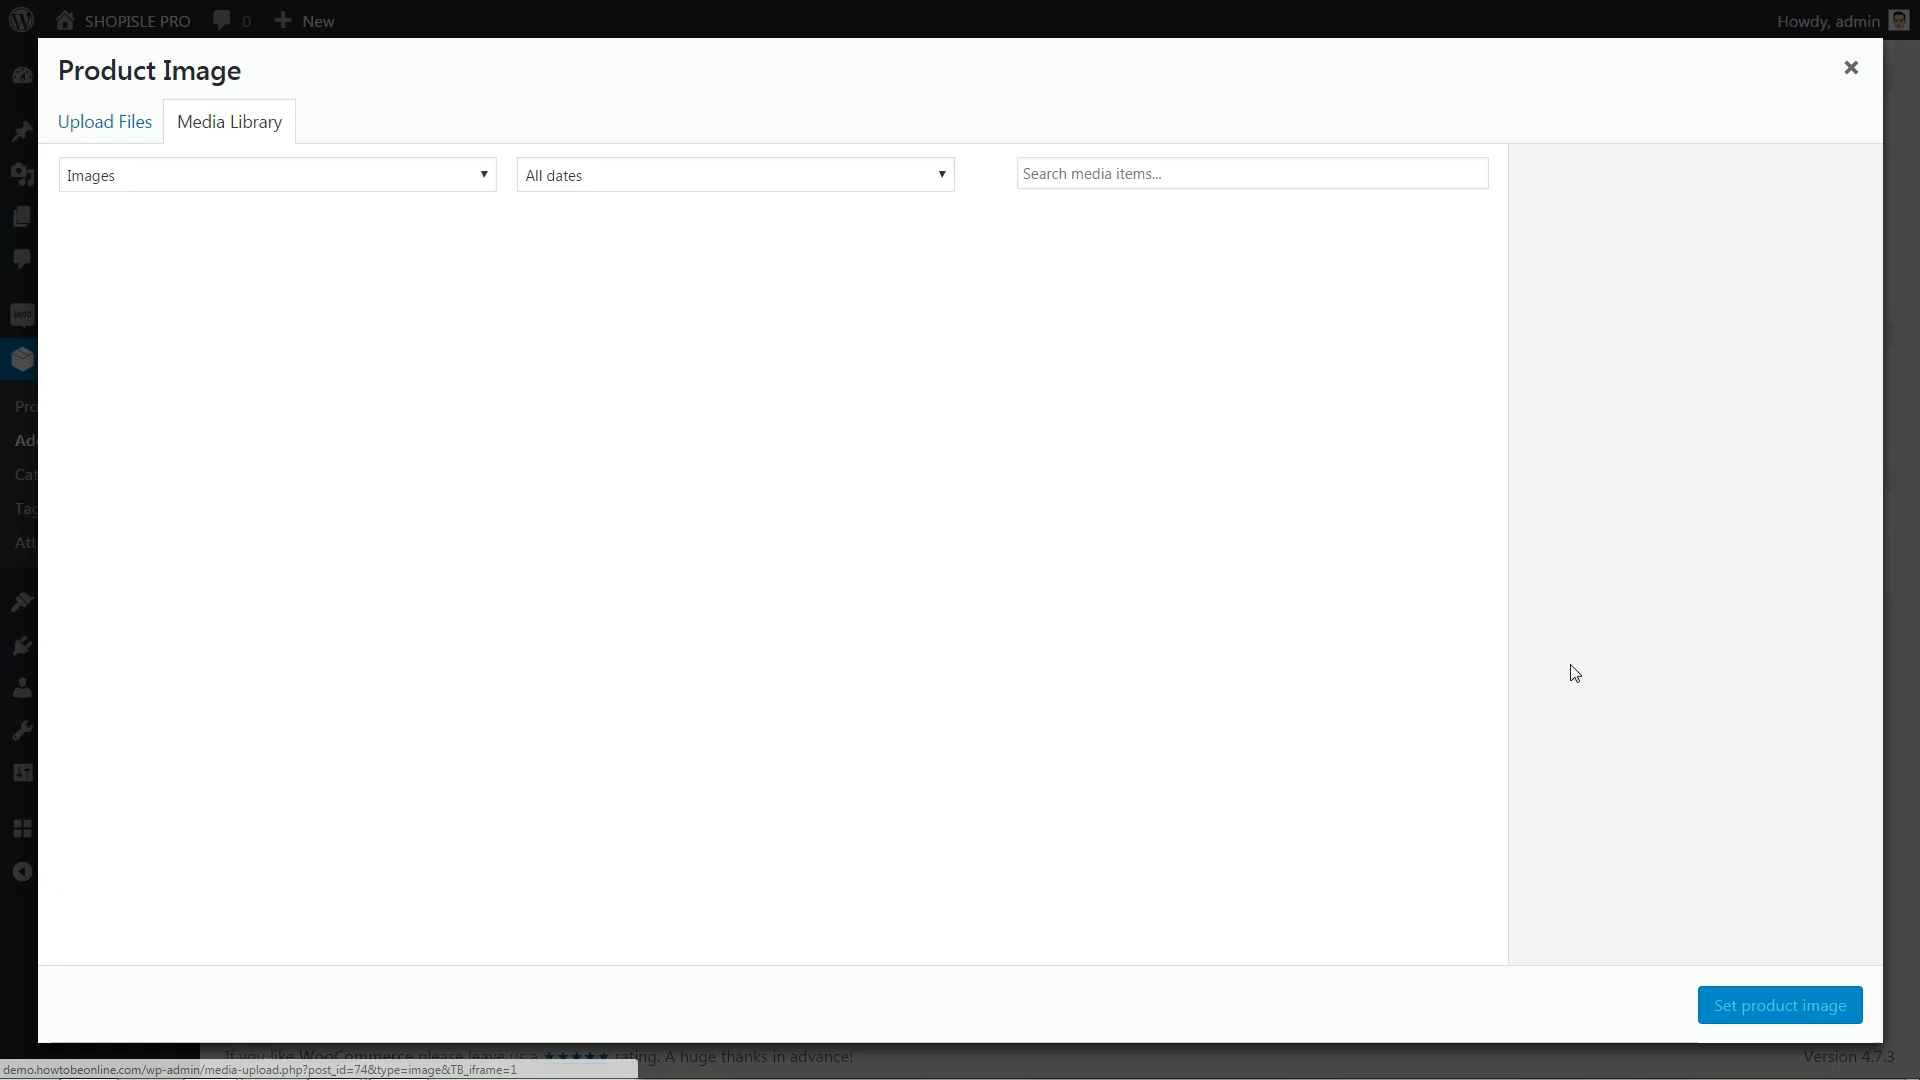 SHOPISLE PRO 0 New Howdy, admin
Product Image
Upload Files Media Library
Images All dates Search media items...
WOO
Pro
Add
Cat
Tag
Att
Set product image
If you like WooCommerce please leave us a ★★★★★ rating. A huge thanks in advance! Version 4.7.3
demo.howtobeonline.com/wp-admin/media-upload.php?post_id=74&type=image&TB_iframe=1